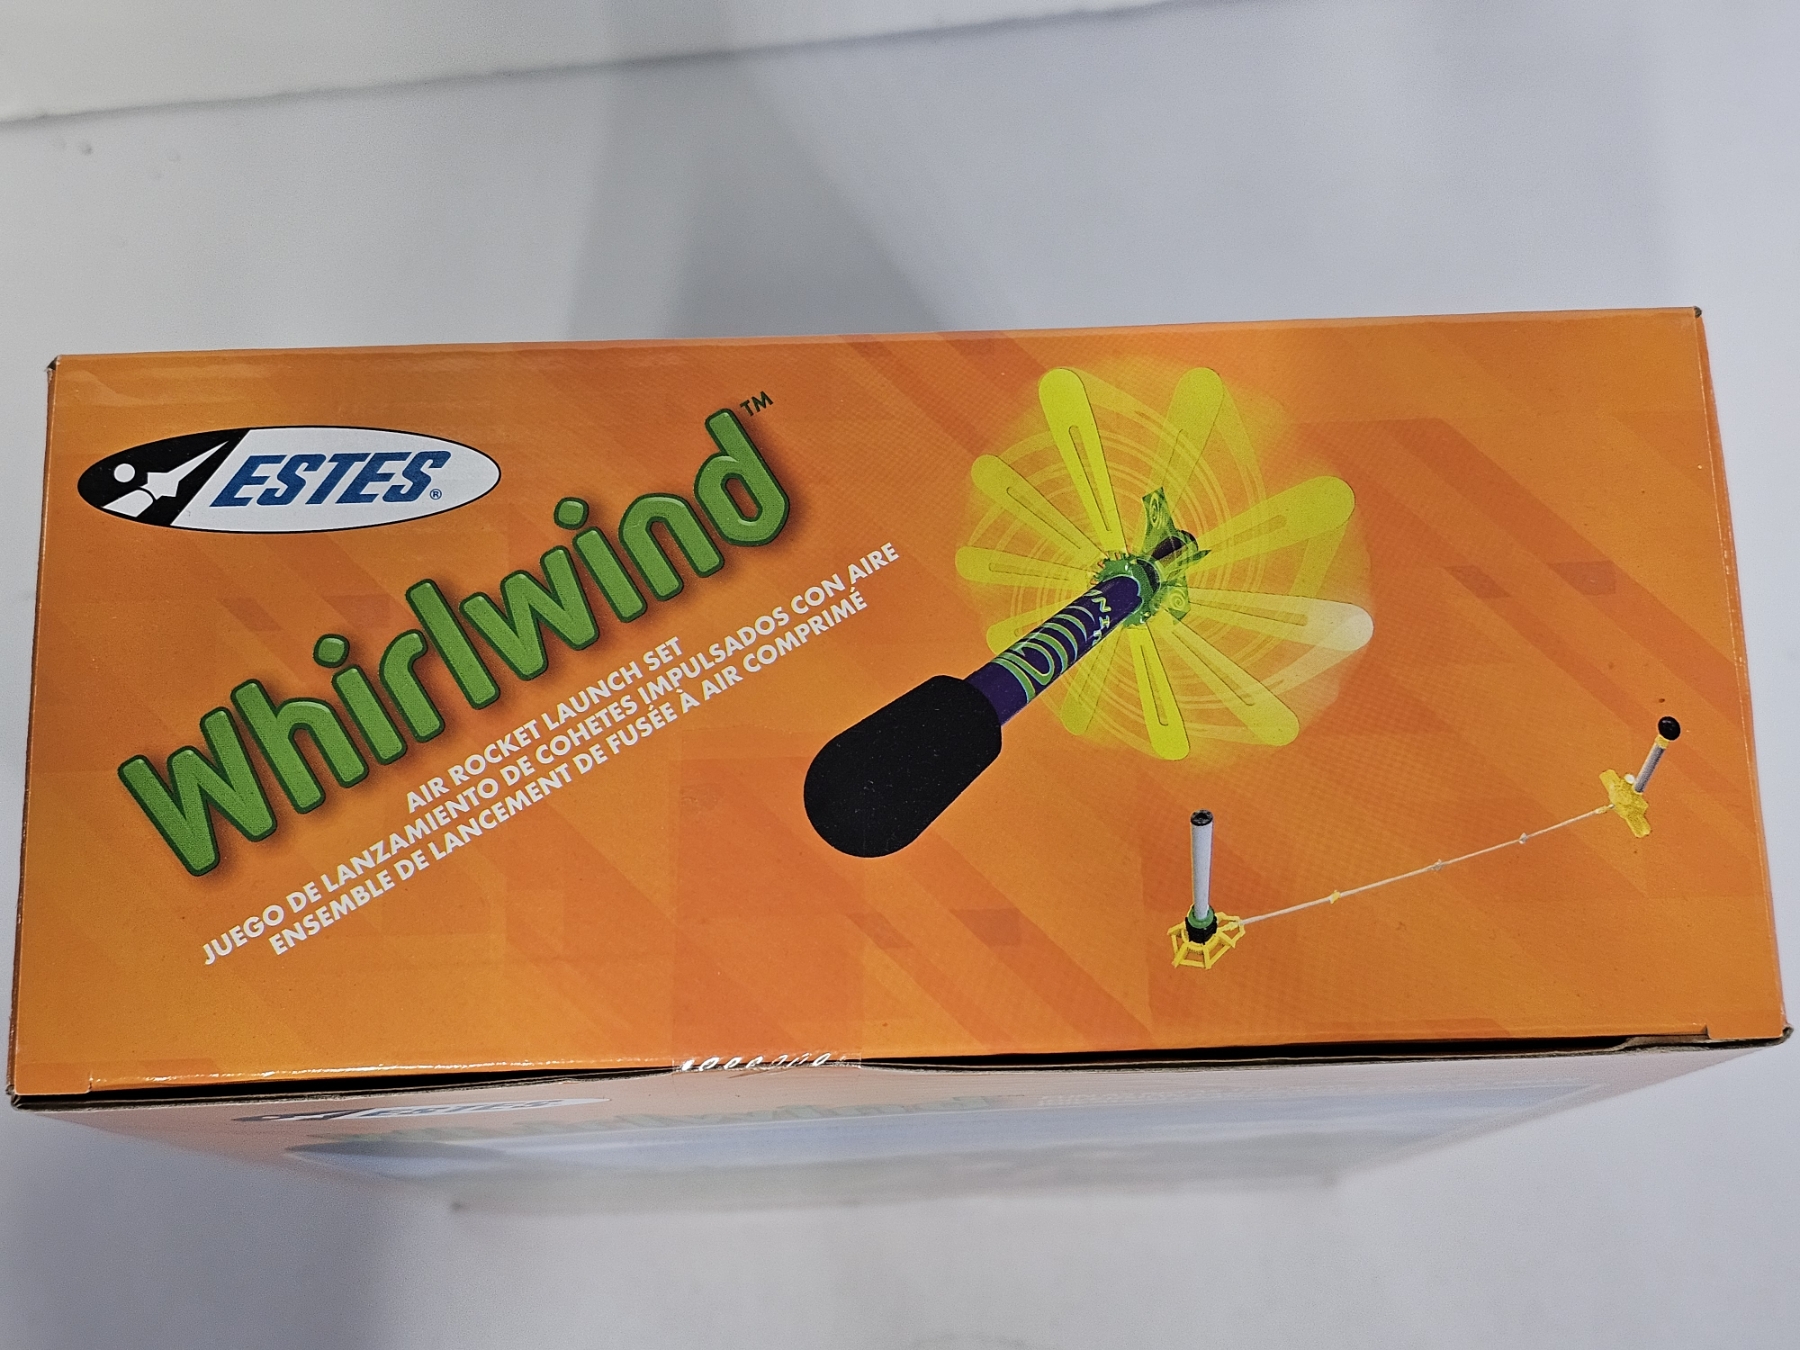 ESTES®
Whirlwind™
AIR ROCKET LAUNCH SET
JUEGO DE LANZAMIENTO DE COHETES IMPULSADOS CON AIRE
ENSEMBLE DE LANCEMENT DE FUSÉE À AIR COMPRIMÉ
ESTES